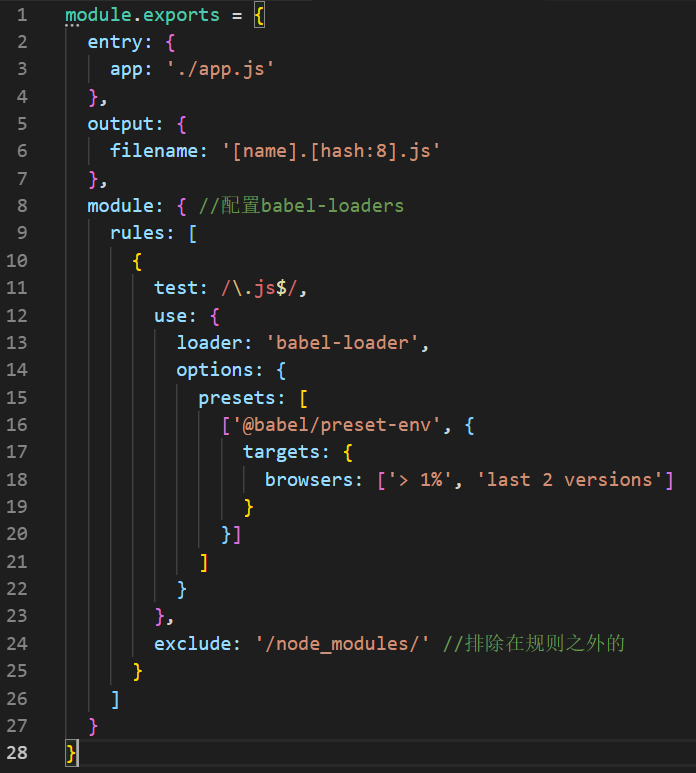 1 module.exports = {
2 entry: {
3 app: './app.js'
4 },
5 output: {
6 filename: '[name].[hash:8].js'
7 },
8 module: { //配置babel-loaders
9 rules: [
10 {
11 test: /\.js$/,
12 use: {
13 loader: 'babel-loader',
14 options: {
15 presets: [
16 ['@babel/preset-env', {
17 targets: {
18 browsers: ['> 1%', 'last 2 versions']
19 }
20 }]
21 ]
22 }
23 },
24 exclude: '/node_modules/' //排除在规则之外的
25 }
26 ]
27 }
28 }